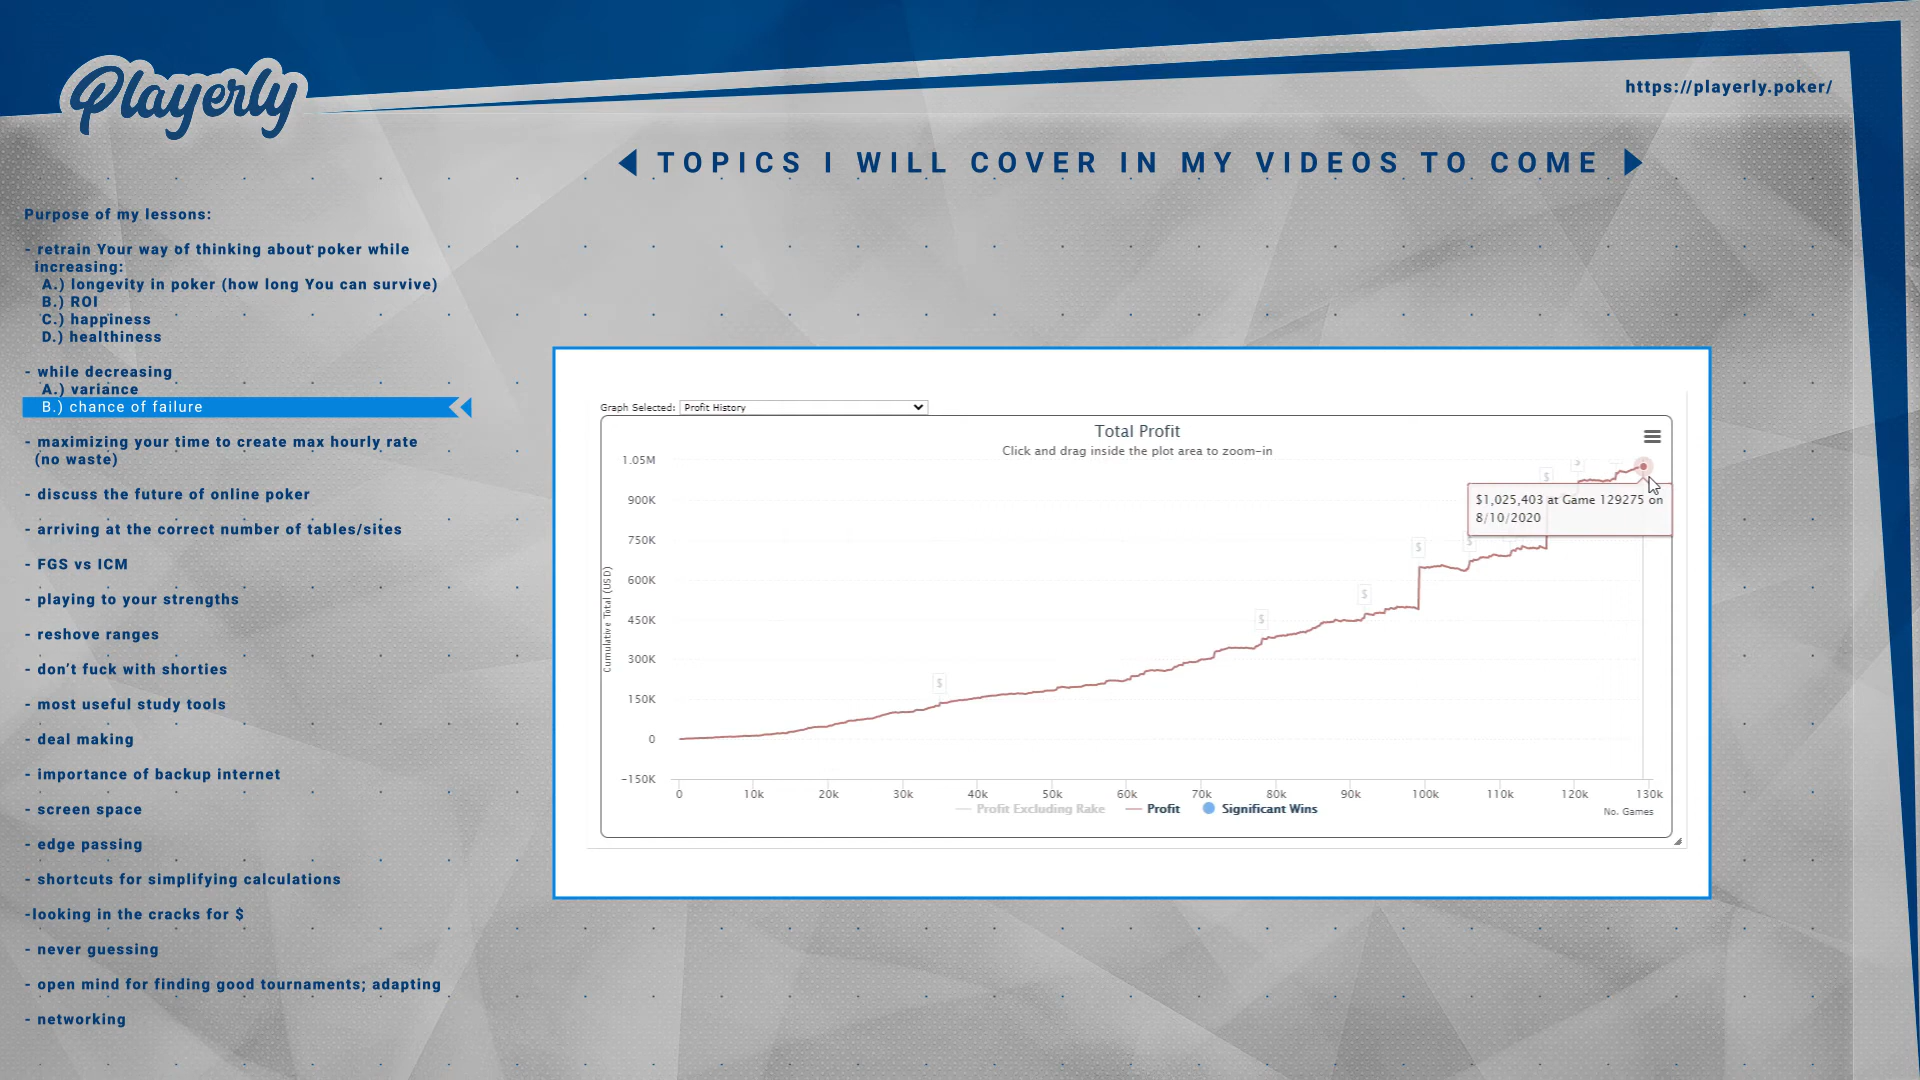 Playerly
https://playerly.poker/
TOPICS I WILL COVER IN MY VIDEOS TO COME
Purpose of my lessons:
- retrain Your way of thinking about poker while
increasing:
A.) longevity in poker (how long You can survive)
B.) ROI
C.) happiness
D.) healthiness
- while decreasing
A.) variance
B.) chance of failure
- maximizing your time to create max hourly rate
(no waste)
- discuss the future of online poker
- arriving at the correct number of tables/sites
- FGS vs ICM
- playing to your strengths
- reshove ranges
- don't fuck with shorties
- most useful study tools
- deal making
- importance of backup internet
- screen space
- edge passing
- shortcuts for simplifying calculations
-looking in the cracks for $
- never guessing
- open mind for finding good tournaments; adapting
- networking
Graph Selected: Profit History
Total Profit
Click and drag inside the plot area to zoom-in
Cumulative Total (USD)
1.05M
900K
750K
600K
450K
300K
150K
0
−150K
$ $ $ $ $ $ $
$1,025,403 at Game 129275 on
8/10/2020
0 10k 20k 30k 40k 50k 60k 70k 80k 90k 100k 110k 120k 130k
No. Games
Profit Excluding Rake Profit Significant Wins